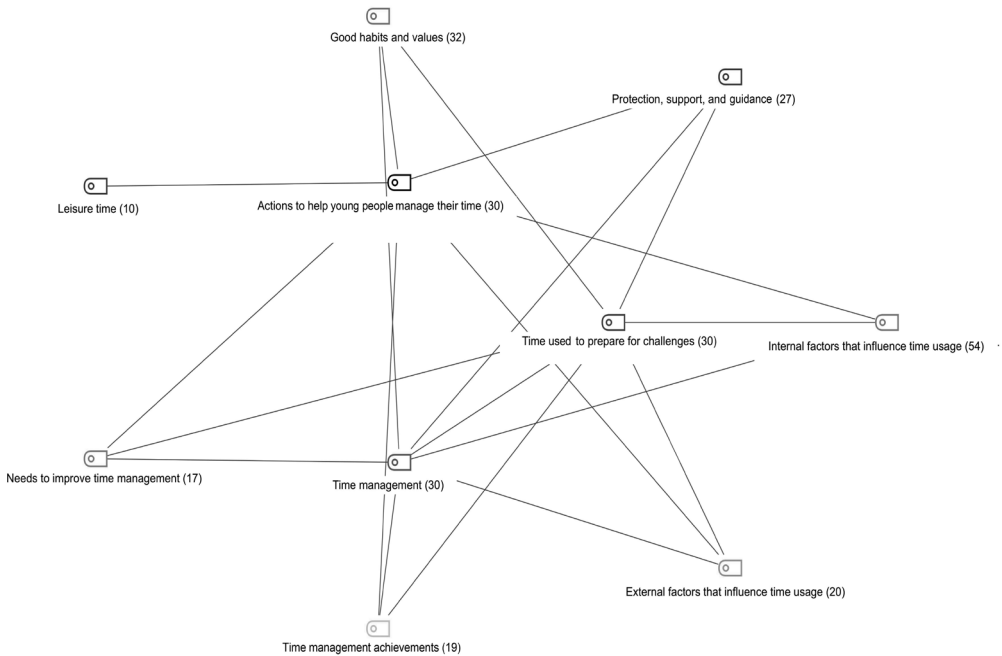 Good habits and values (32)
Protection, support, and guidance (27)
Leisure time (10)
Actions to help young people manage their time (30)
Time used to prepare for challenges (30)
Internal factors that influence time usage (54)
Needs to improve time management (17)
Time management (30)
External factors that influence time usage (20)
Time management achievements (19)